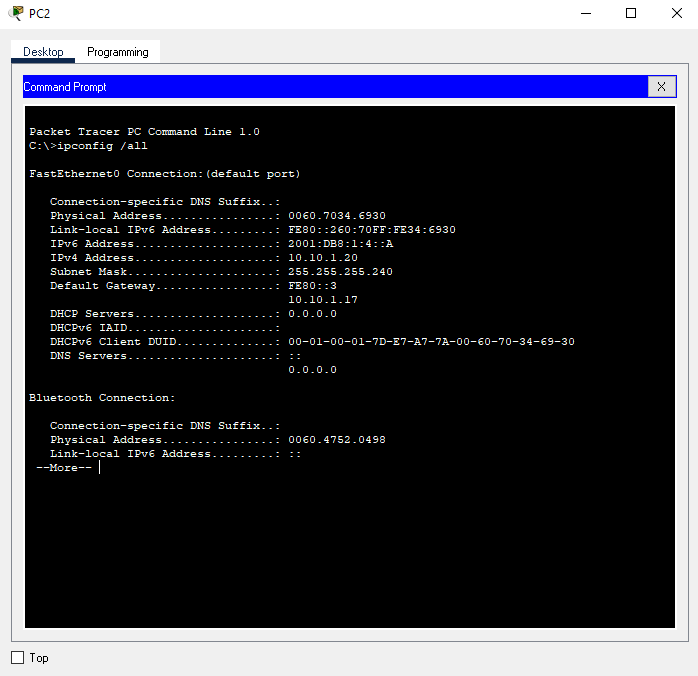 PC2
Desktop Programming
Command Prompt X
Packet Tracer PC Command Line 1.0
C:\>ipconfig /all
FastEthernet0 Connection:(default port)
Connection-specific DNS Suffix..:
Physical Address................: 0060.7034.6930
Link-local IPv6 Address.........: FE80::260:70FF:FE34:6930
IPv6 Address....................: 2001:DB8:1:4::A
IPv4 Address....................: 10.10.1.20
Subnet Mask.....................: 255.255.255.240
Default Gateway.................: FE80::3
10.10.1.17
DHCP Servers....................: 0.0.0.0
DHCPv6 IAID.....................:
DHCPv6 Client DUID..............: 00-01-00-01-7D-E7-A7-7A-00-60-70-34-69-30
DNS Servers.....................: ::
0.0.0.0
Bluetooth Connection:
Connection-specific DNS Suffix..:
Physical Address................: 0060.4752.0498
Link-local IPv6 Address.........: ::
--More--
Top